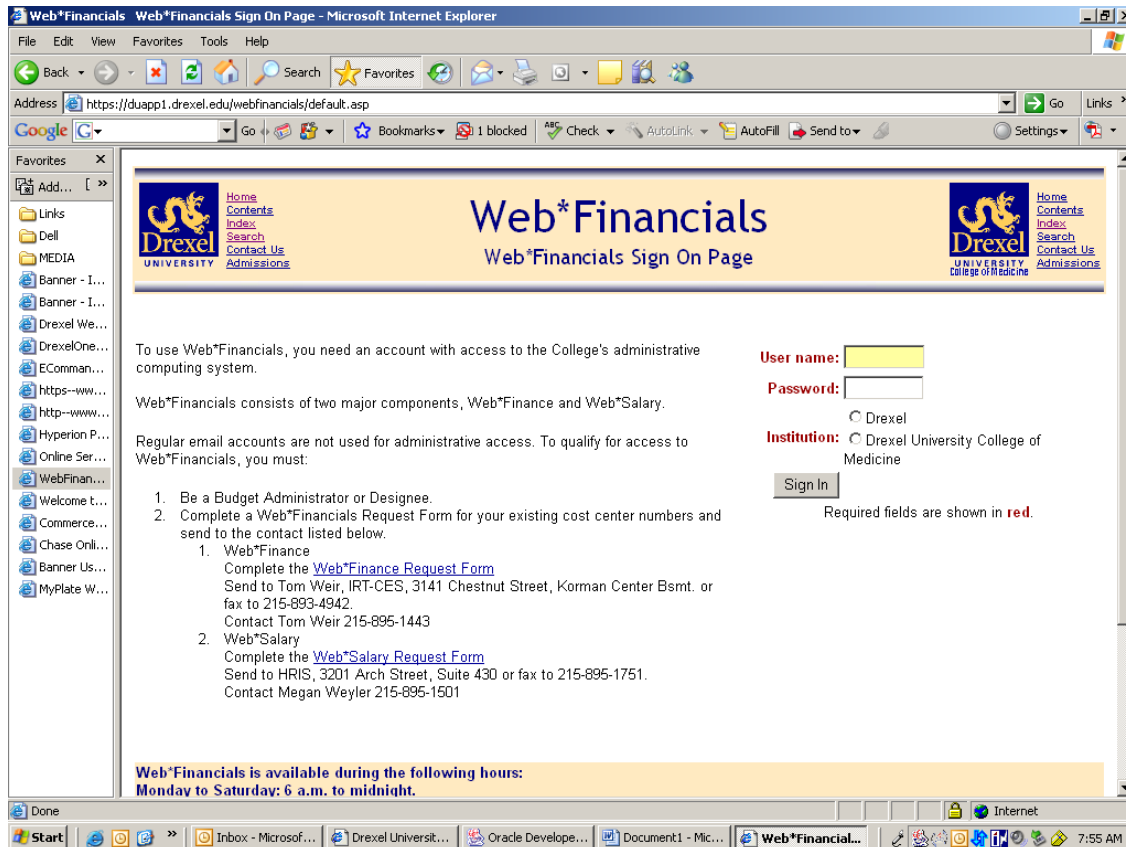 Web*Financials   Web*Financials Sign On Page - Microsoft Internet Explorer
File Edit View Favorites Tools Help
Back Search Favorites
Address https://duapp1.drexel.edu/webfinancials/default.asp Go Links »
Google G Go Bookmarks 1 blocked ABC Check AutoLink AutoFill Send to Settings
Favorites X
Add... [ »
Links
Dell
MEDIA
Banner - I...
Banner - I...
Drexel We...
DrexelOne...
EComman...
https--ww...
http--www...
Hyperion P...
Online Ser...
WebFinan...
Welcome t...
Commerce...
Chase Onli...
Banner Us...
MyPlate W...
Drexel
UNIVERSITY
Home
Contents
Index
Search
Contact Us
Admissions
Web*Financials
Web*Financials Sign On Page
Drexel
UNIVERSITY
College of Medicine
Home
Contents
Index
Search
Contact Us
Admissions
To use Web*Financials, you need an account with access to the College's administrative
computing system.
Web*Financials consists of two major components, Web*Finance and Web*Salary.
Regular email accounts are not used for administrative access. To qualify for access to
Web*Financials, you must:
1. Be a Budget Administrator or Designee.
2. Complete a Web*Financials Request Form for your existing cost center numbers and
send to the contact listed below.
1. Web*Finance
Complete the Web*Finance Request Form
Send to Tom Weir, IRT-CES, 3141 Chestnut Street, Korman Center Bsmt. or
fax to 215-893-4942.
Contact Tom Weir 215-895-1443
2. Web*Salary
Complete the Web*Salary Request Form
Send to HRIS, 3201 Arch Street, Suite 430 or fax to 215-895-1751.
Contact Megan Weyler 215-895-1501
User name:
Password:
Institution:
Drexel
Drexel University College of
Medicine
Sign In
Required fields are shown in red.
Web*Financials is available during the following hours:
Monday to Saturday: 6 a.m. to midnight.
Done Internet
Start » Inbox - Microsof... Drexel Universit... Oracle Develope... Document1 - Mic... Web*Financial... 7:55 AM